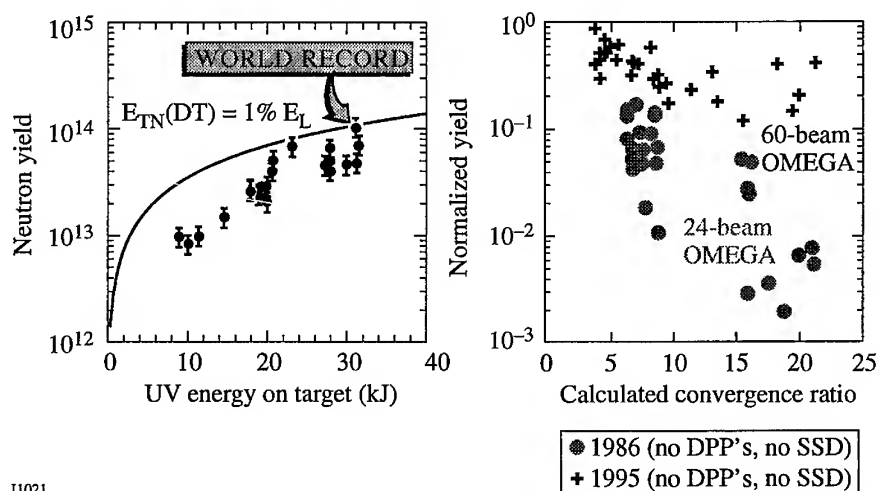 10^15
10^14
10^13
10^12
Neutron yield
WORLD RECORD
E_TN(DT) = 1% E_L
0 10 20 30 40
UV energy on target (kJ)
10^0
10^-1
10^-2
10^-3
Normalized yield
60-beam
OMEGA
24-beam
OMEGA
0 5 10 15 20 25
Calculated convergence ratio
1986 (no DPP's, no SSD)
+ 1995 (no DPP's, no SSD)